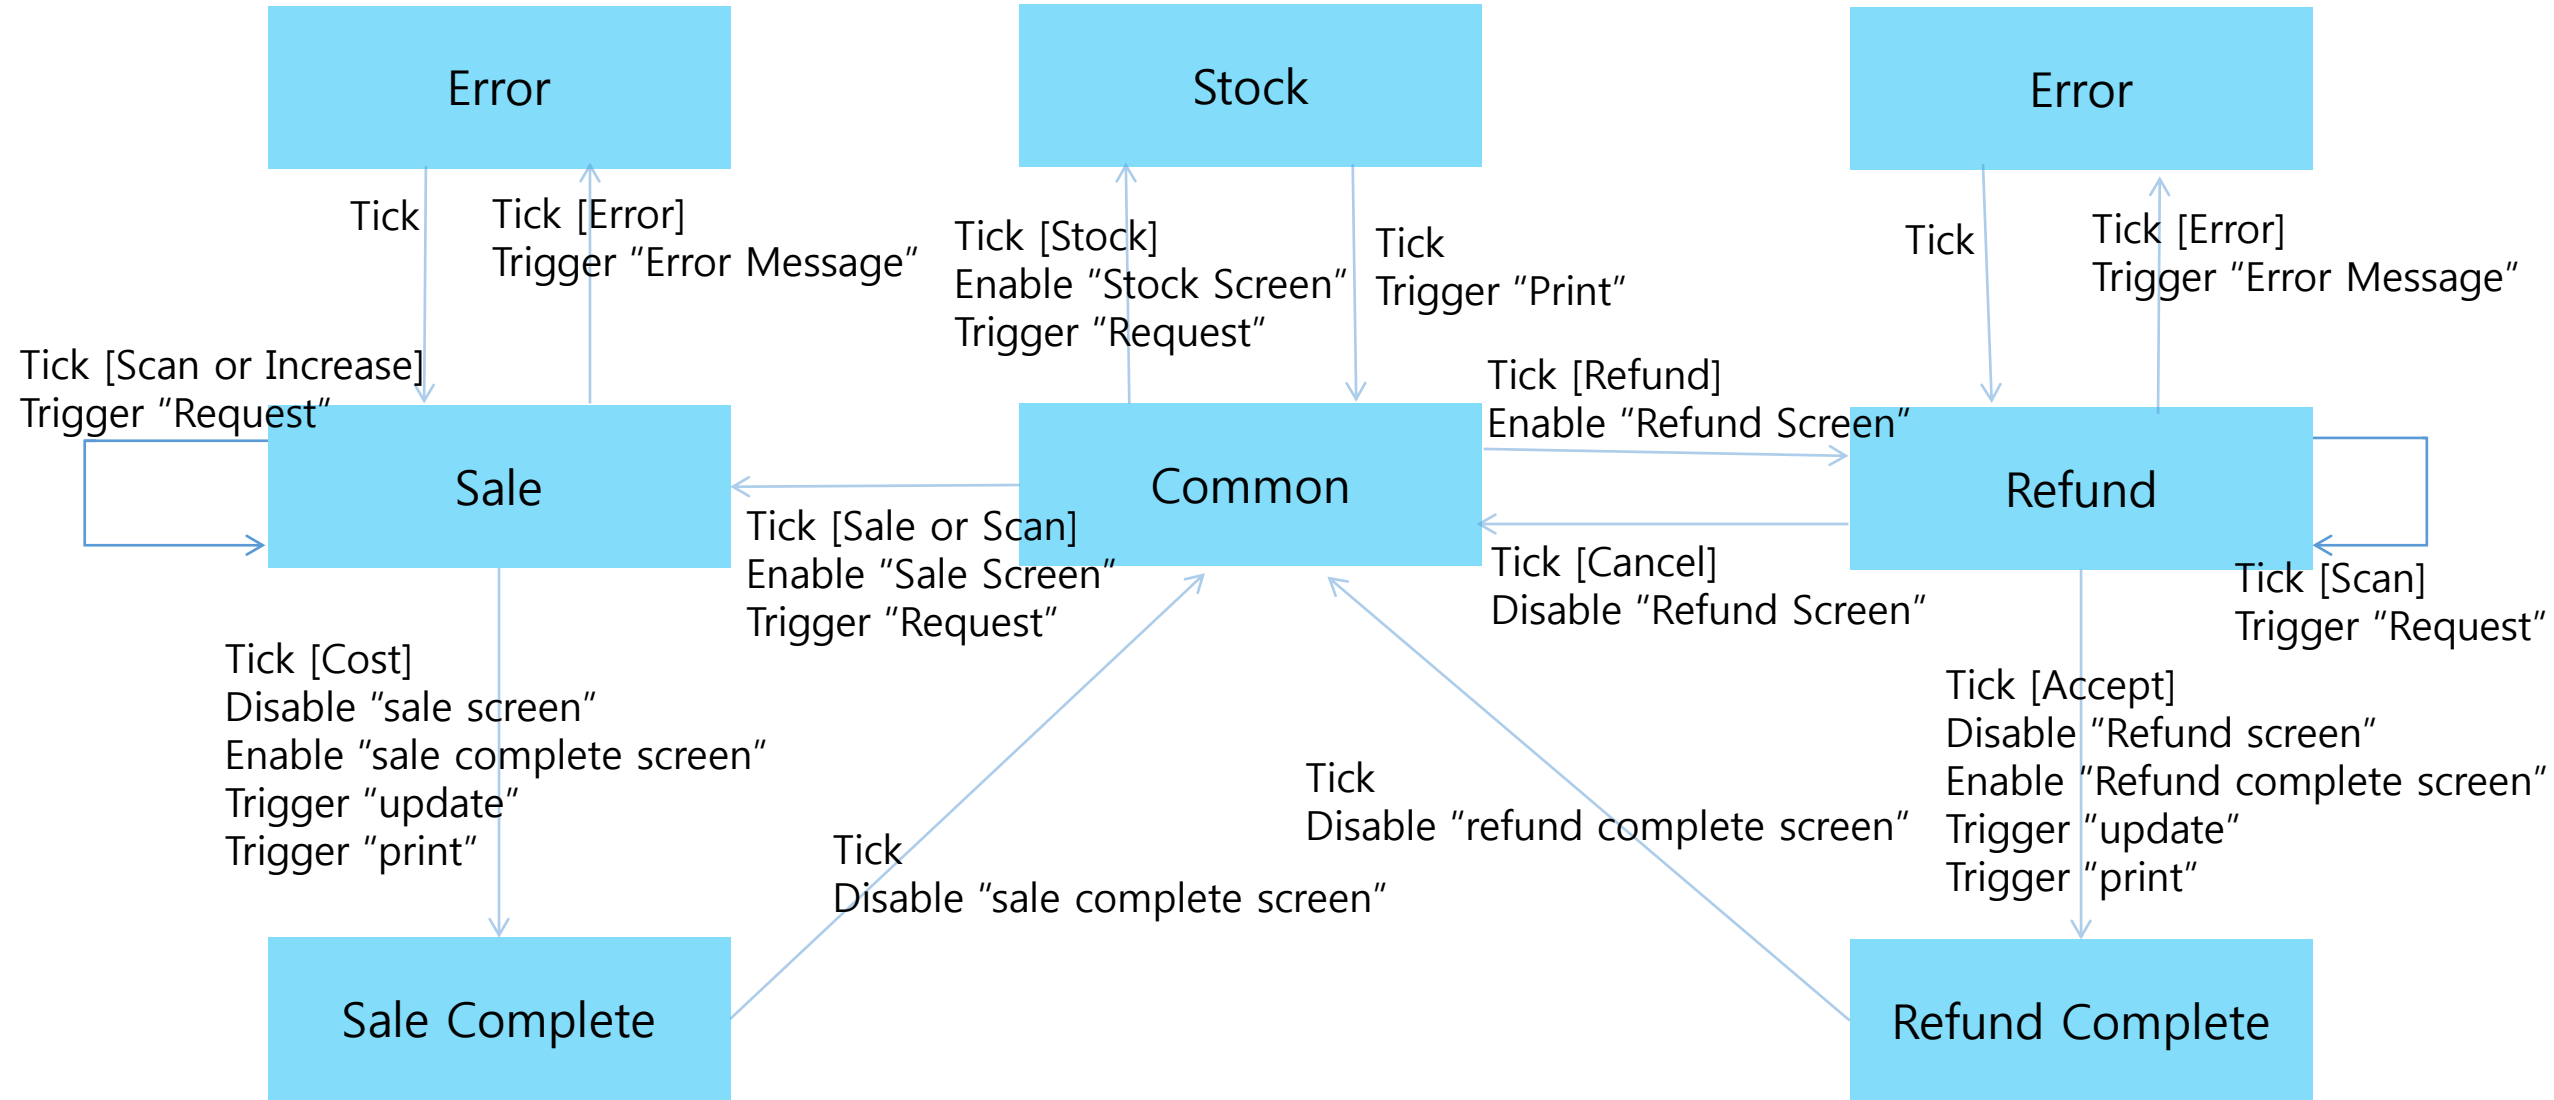 Error
Stock
Error
Tick
Tick [Error]
Trigger "Error Message"
Tick [Stock]
Enable "Stock Screen"
Trigger "Request"
Tick
Trigger "Print"
Tick
Tick [Error]
Trigger "Error Message"
Tick [Scan or Increase]
Trigger "Request"
Tick [Refund]
Enable "Refund Screen"
Sale
Common
Refund
Tick [Sale or Scan]
Enable "Sale Screen"
Trigger "Request"
Tick [Cancel]
Disable "Refund Screen"
Tick [Scan]
Trigger "Request"
Tick [Cost]
Disable "sale screen"
Enable "sale complete screen"
Trigger "update"
Trigger "print"
Tick [Accept]
Disable "Refund screen"
Enable "Refund complete screen"
Trigger "update"
Trigger "print"
Tick
Disable "refund complete screen"
Tick
Disable "sale complete screen"
Sale Complete
Refund Complete